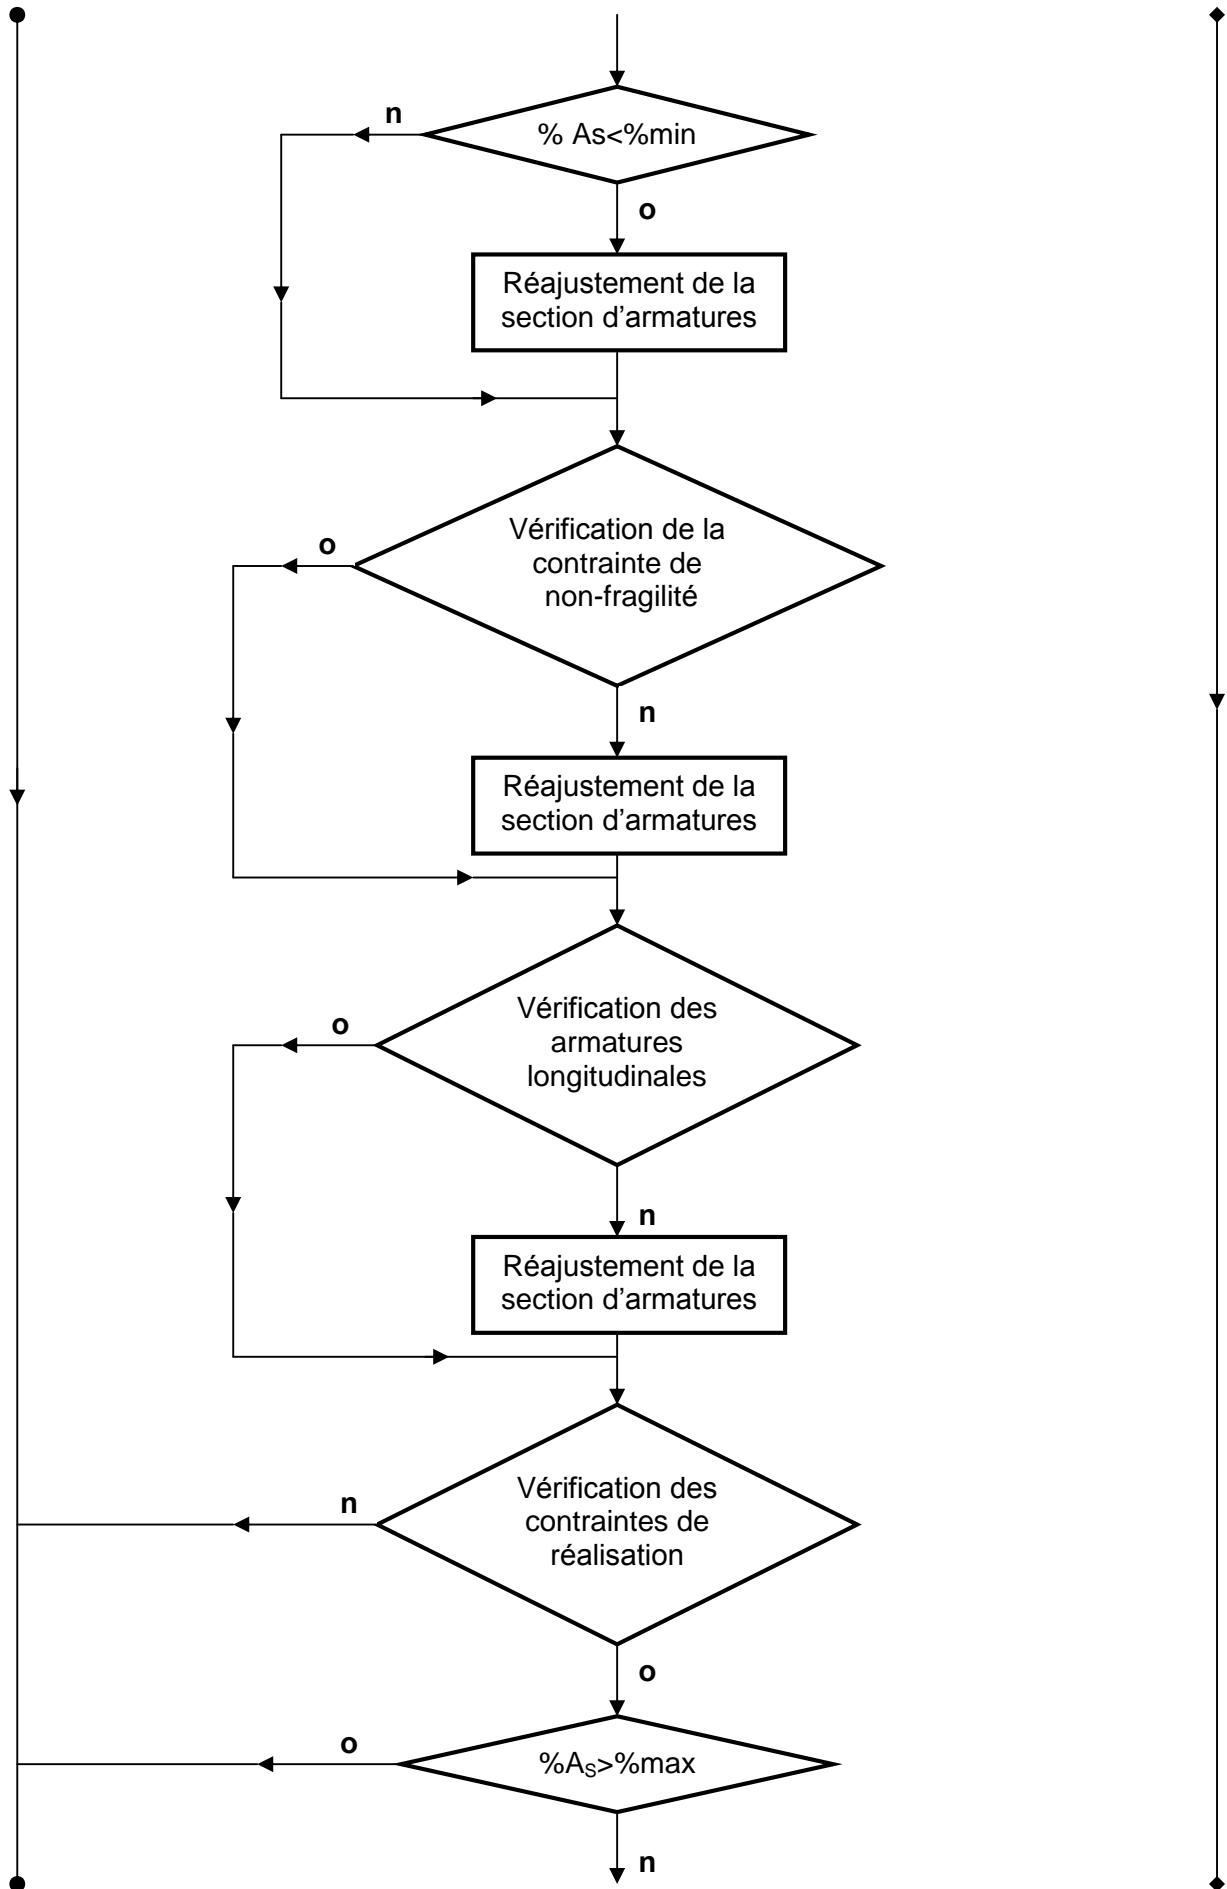 n
% As<%min
o
Réajustement de la
section d'armatures
Vérification de la
contrainte de
non-fragilité
o
n
Réajustement de la
section d'armatures
Vérification des
armatures
longitudinales
o
n
Réajustement de la
section d'armatures
Vérification des
contraintes de
réalisation
n
o
%As>%max
o
n